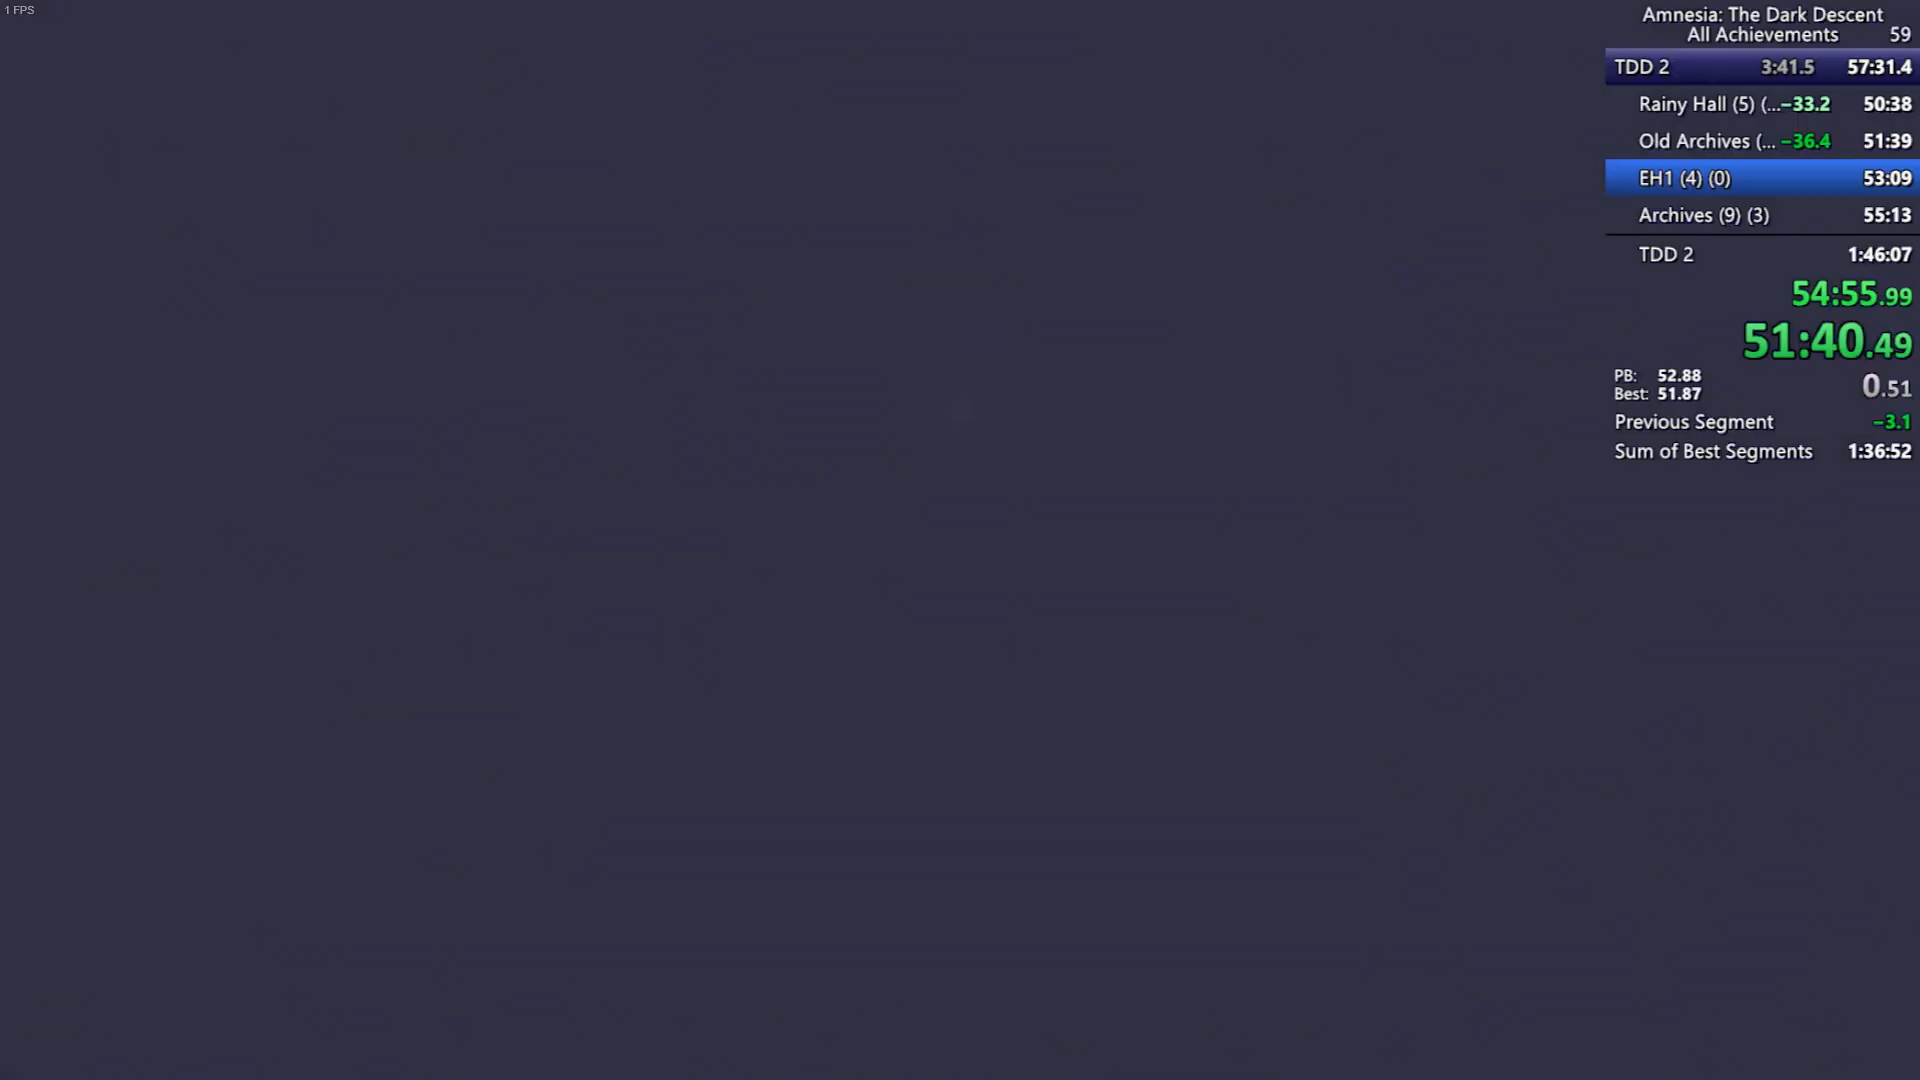 1 FPS
Amnesia: The Dark Descent
All Achievements 59
TDD 2 3:41.5 57:31.4
Rainy Hall (5) (... −33.2 50:38
Old Archives (... −36.4 51:39
EH1 (4) (0) 53:09
Archives (9) (3) 55:13
TDD 2 1:46:07
54:55.99
51:40.49
PB: 52.88 0.51
Best: 51.87
Previous Segment −3.1
Sum of Best Segments 1:36:52